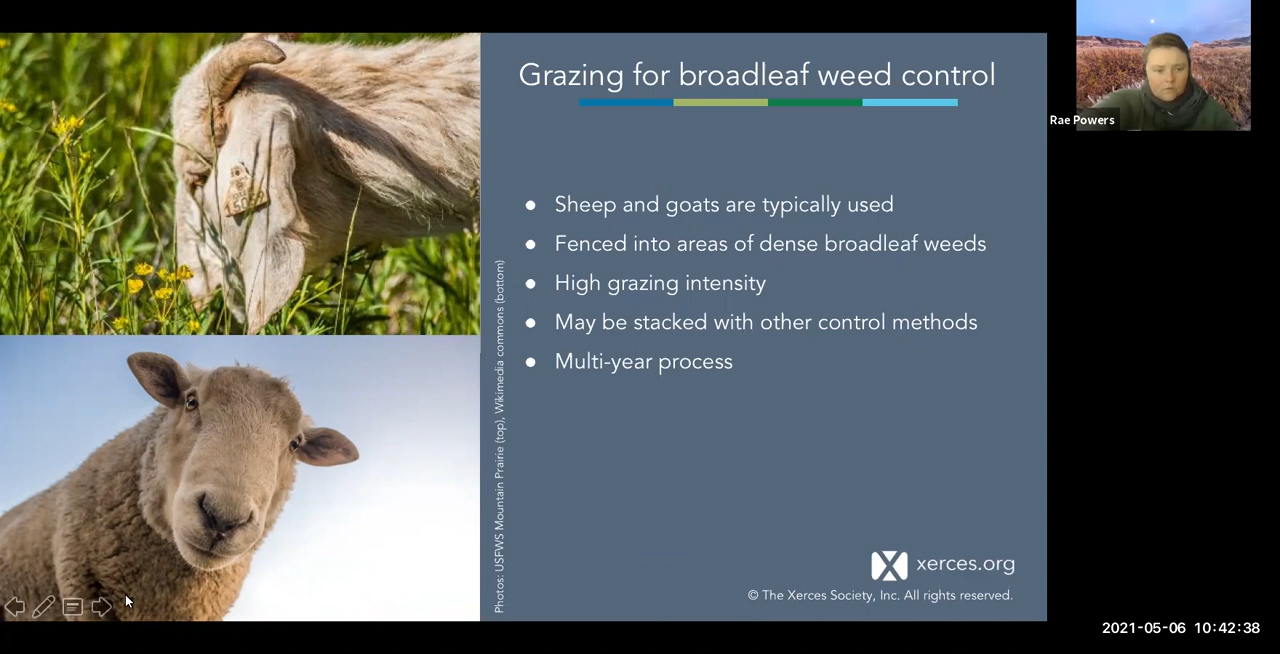 Grazing for broadleaf weed control
Rae Powers
● Sheep and goats are typically used
● Fenced into areas of dense broadleaf weeds
● High grazing intensity
● May be stacked with other control methods
● Multi-year process
Photos: USFWS Mountain Prairie (top), Wikimedia commons (bottom)
xerces.org
© The Xerces Society, Inc. All rights reserved.
2021-05-06 10:42:38